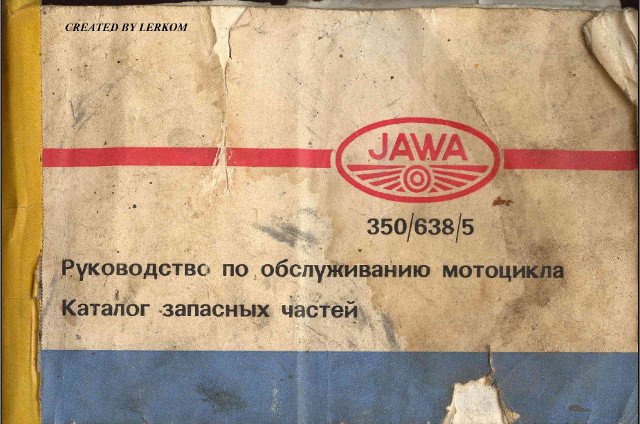 CREATED BY LERKOM
JAWA
350/638/5
Руководство по обслуживанию мотоцикла
Каталог запасных частей